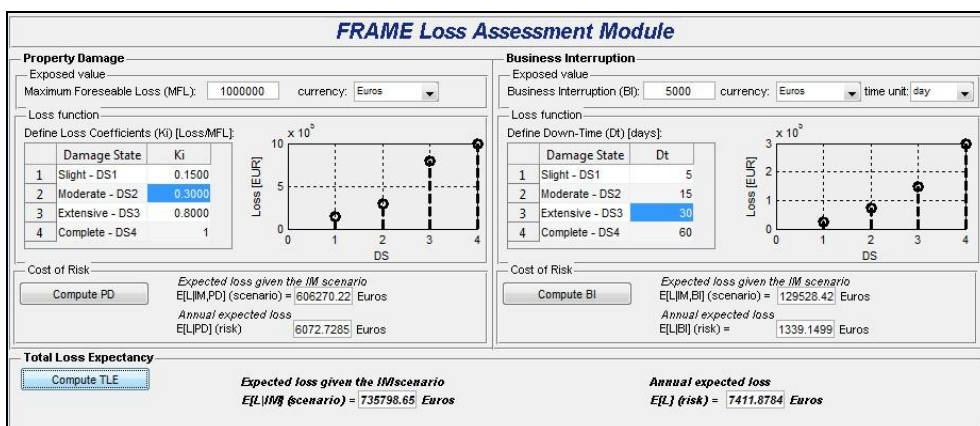 FRAME Loss Assessment Module
Property Damage
Exposed value
Maximum Foreseable Loss (MFL): 1000000 currency: Euros
Loss function
Define Loss Coefficients (Ki) [Loss/MFL]:
Damage State Ki
1 Slight - DS1 0.1500
2 Moderate - DS2 0.3000
3 Extensive - DS3 0.8000
4 Complete - DS4 1
x 10
10
5
0
Loss [EUR]
0 1 2 3 4
DS
Cost of Risk
Compute PD
Expected loss given the IM scenario
E[L|IM,PD] (scenario) = 606270.22 Euros
Annual expected loss
E[L|PD] (risk) 6072.7285 Euros
Business Interruption
Exposed value
Business Interruption (BI): 5000 currency: Euros time unit: day
Loss function
Define Down-Time (Dt) [days]:
Damage State Dt
1 Slight - DS1 5
2 Moderate - DS2 15
3 Extensive - DS3 30
4 Complete - DS4 60
x 10
3
2
1
0
Loss [EUR]
0 1 2 3 4
DS
Cost of Risk
Compute BI
Expected loss given the IM scenario
E[L|IM,BI] (scenario) = 129528.42 Euros
Annual expected loss
E[L|BI] (risk) = 1339.1499 Euros
Total Loss Expectancy
Compute TLE
Expected loss given the IM scenario
E[L|IM] (scenario) = 735798.65 Euros
Annual expected loss
E[L] (risk) = 7411.8784 Euros